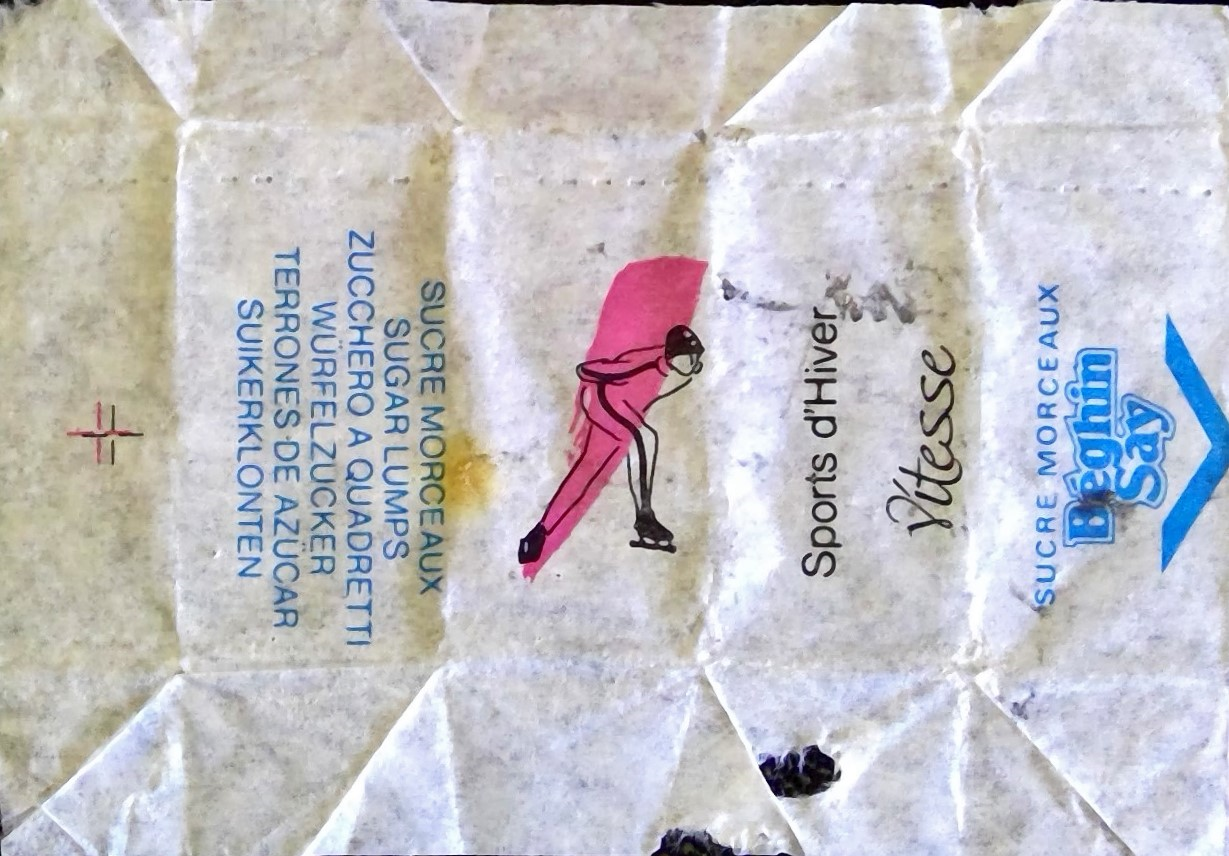 SUCRE MORCEAUX
SUGAR LUMPS
ZUCCHERO A QUADRETTI
WÜRFELZUCKER
TERRONES DE AZÚCAR
SUIKERKLONTEN
Sports d'Hiver
Vitesse
SUCRE MORCEAUX
Béghin
Say